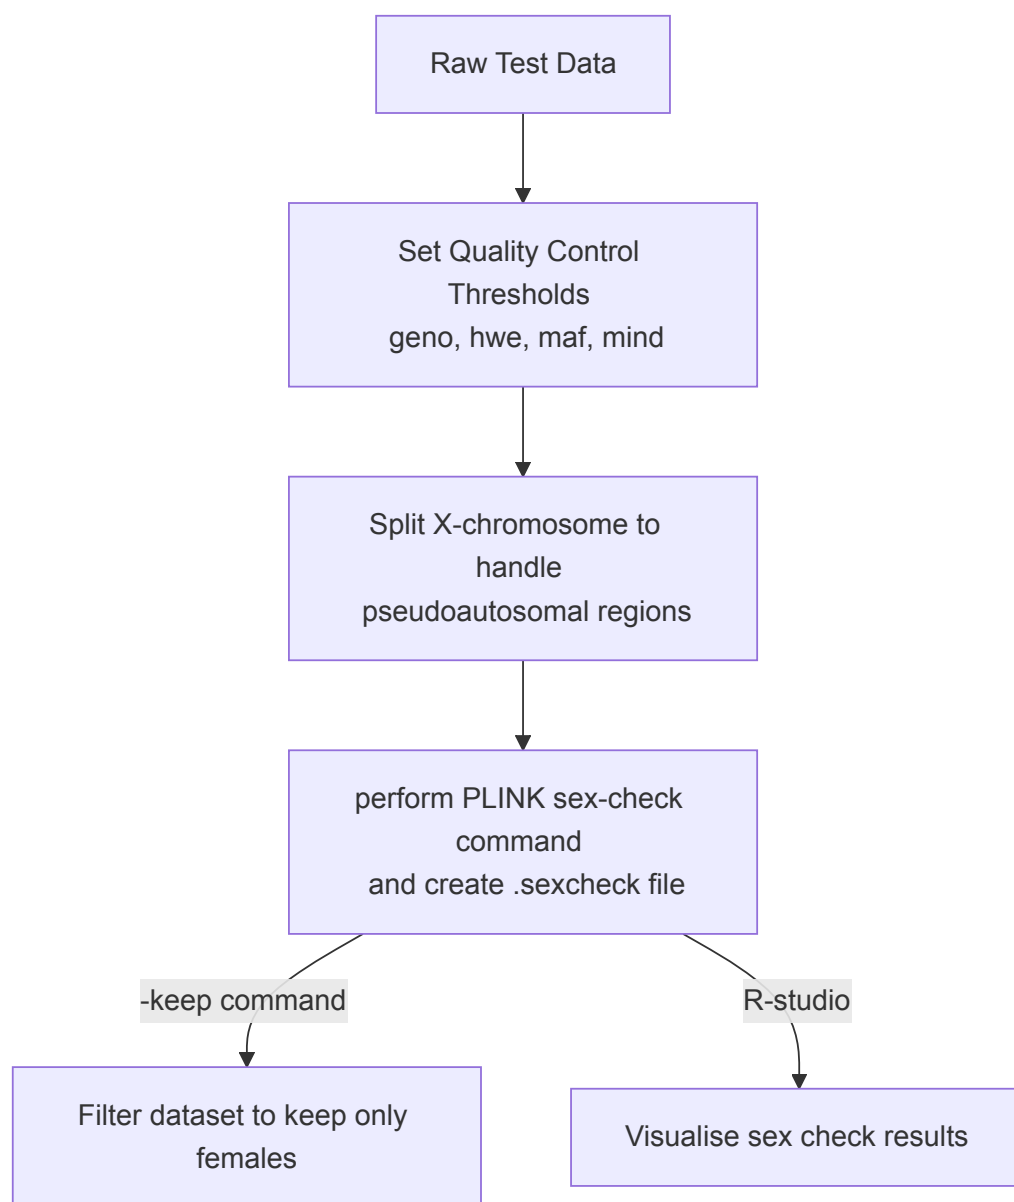 Raw Test Data
Set Quality Control
Thresholds
geno, hwe, maf, mind
Split X-chromosome to
handle
pseudoautosomal regions
perform PLINK sex-check
command
and create .sexcheck file
-keep command
R-studio
Filter dataset to keep only
females
Visualise sex check results